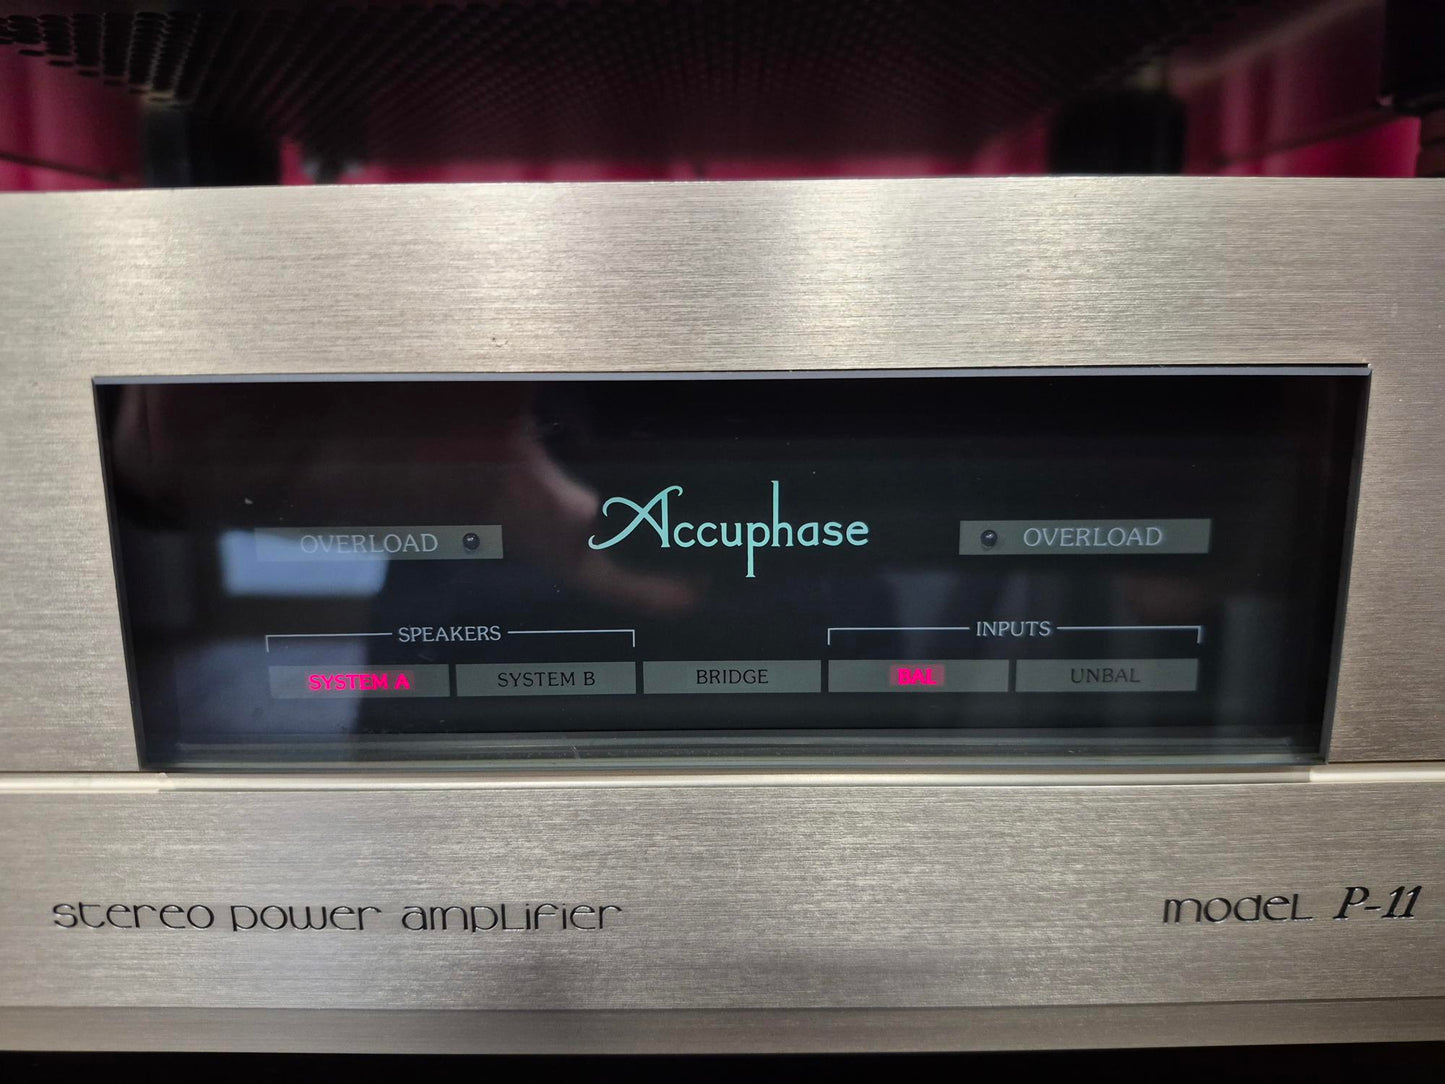 Accuphase
OVERLOAD OVERLOAD
SPEAKERS INPUTS
SYSTEM A SYSTEM B BRIDGE BAL UNBAL
stereo power amplifier model P-11